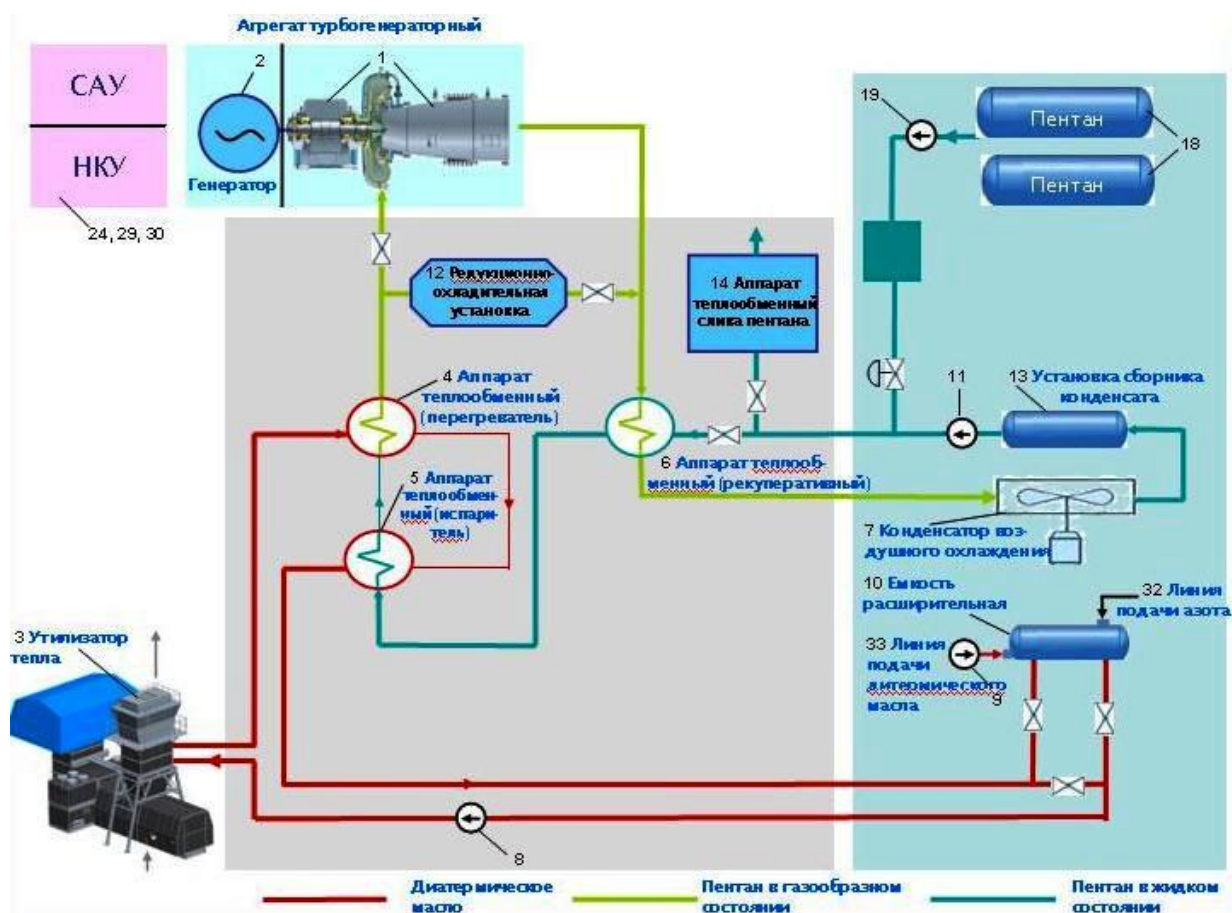 Агрегат турбогенераторный
САУ
НКУ
24, 29, 30
2
Генератор
1
19
Пентан
Пентан
18
12 Редукционно-
охладительная
установка
14 Аппарат
теплообменный
слива пентана
4 Аппарат
теплообменный
(перегреватель)
5 Аппарат
теплообмен-
ный (испари-
тель)
6 Аппарат теплооб-
менный (рекуперативный)
11
13 Установка сборника
конденсата
7 Конденсатор воз-
душного охлаждения
10 Емкость
расширительная
32 Линия
подачи азота
33 Линия
подачи
дитермического
масла
9
3 Утилизатор
тепла
8
Диатермическое
масло
Пентан в газообразном
состоянии
Пентан в жидком
состоянии